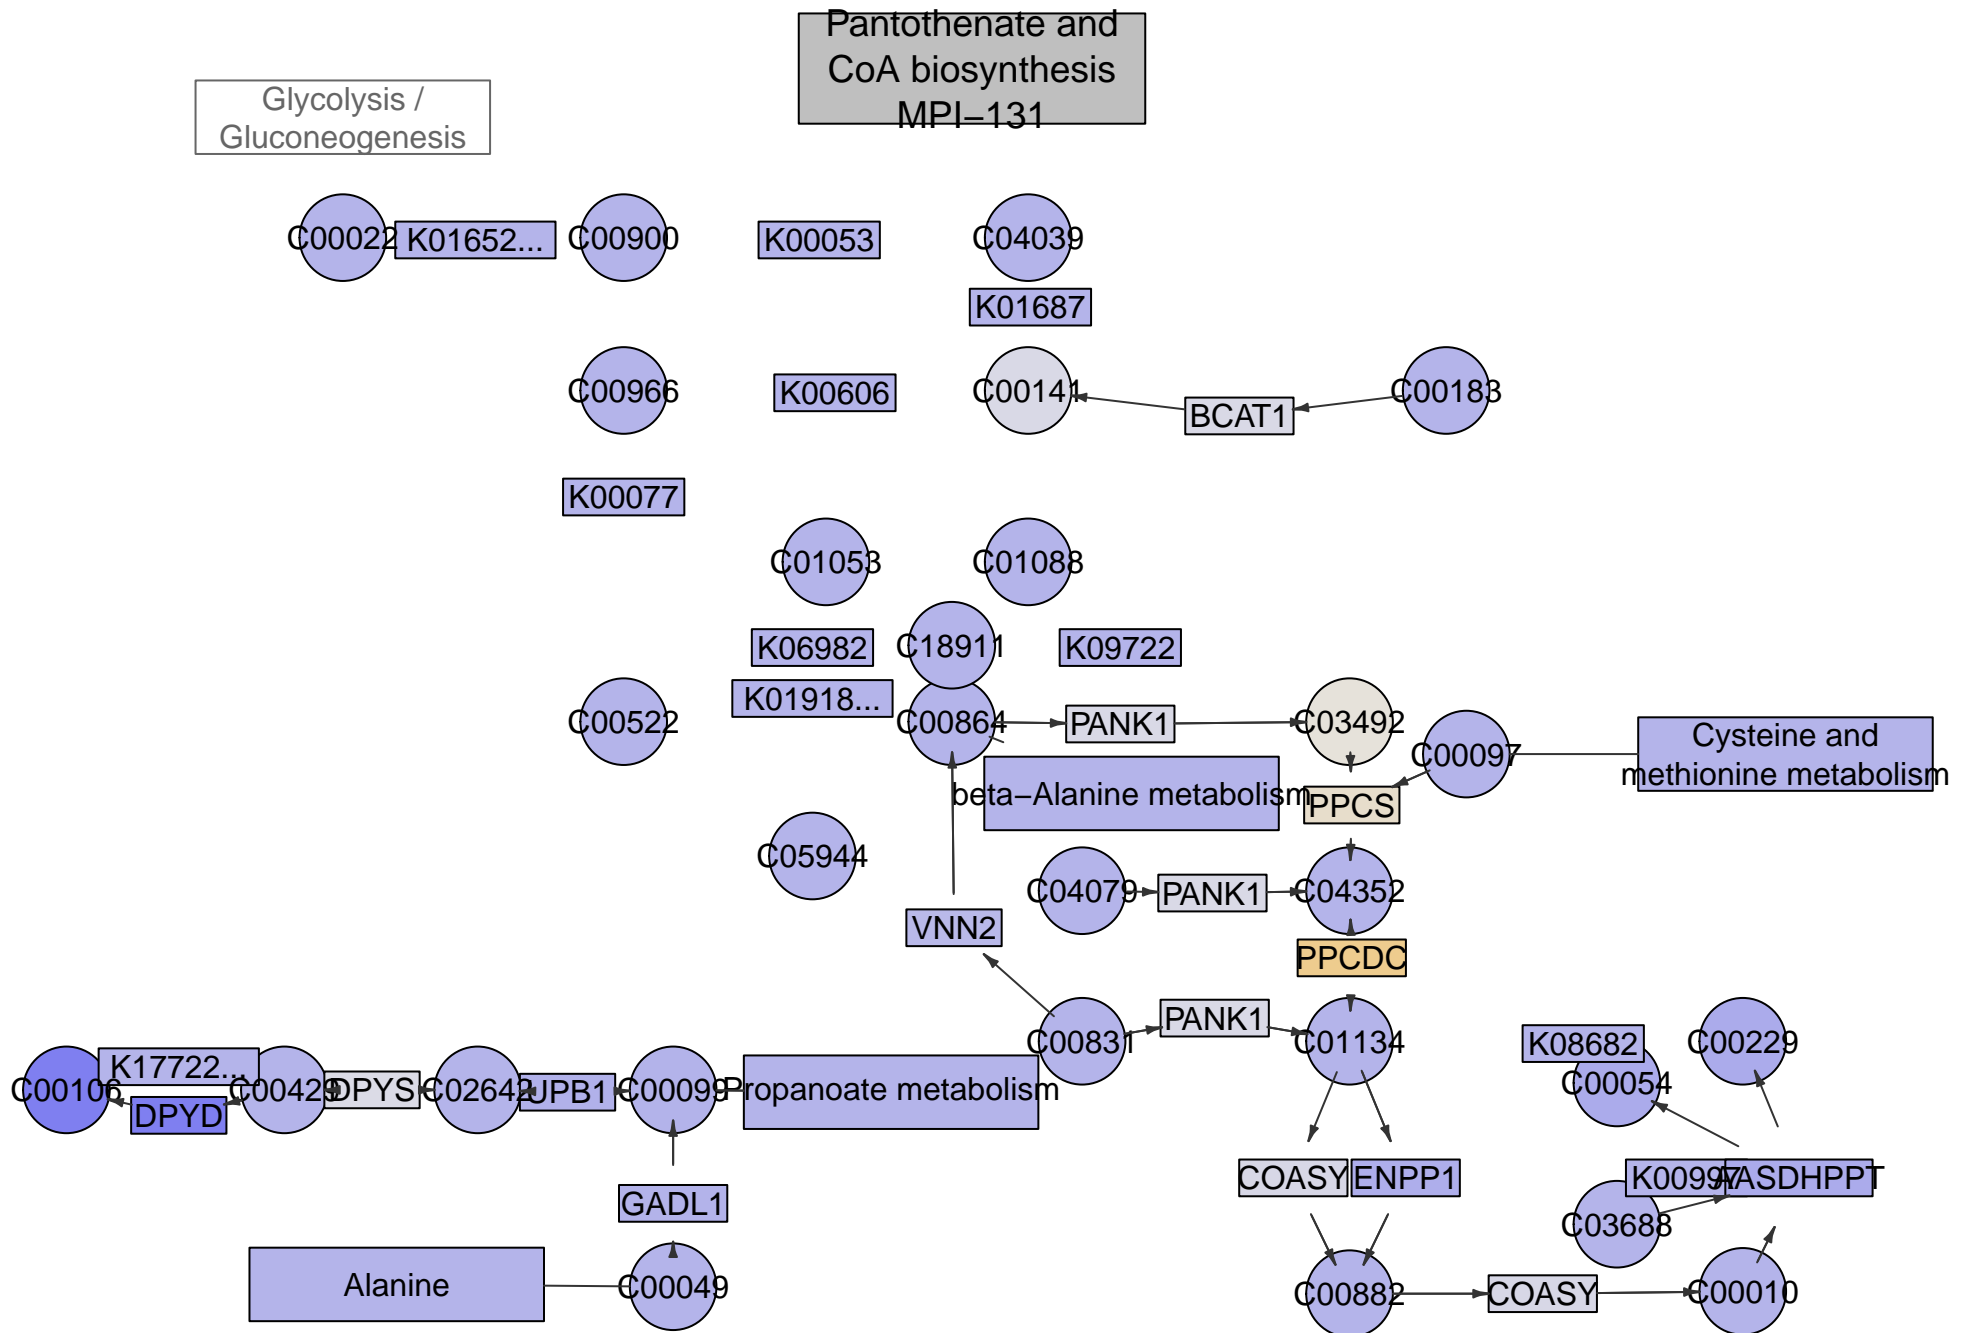 Pantothenate and
CoA biosynthesis
MPI−131
Glycolysis /
Gluconeogenesis
C00022
K01652...
C00900
K00053
C04039
K01687
C00966
K00606
C00141
BCAT1
C00183
K00077
C01053
C01088
K06982
C18911
K09722
K01918...
C00522
C00864
PANK1
C03492
C00097
Cysteine and
methionine metabolism
beta−Alanine metabolism
PPCS
C05944
C04079
PANK1
C04352
VNN2
PPCDC
C00831
PANK1
C01134
K08682
C00229
C00054
K17722...
C00106
DPYD
C00429
DPYS
C02642
UPB1
C00099
Propanoate metabolism
COASY
ENPP1
K00997
AASDHPPT
GADL1
C03688
Alanine
C00049
C00882
COASY
C00010